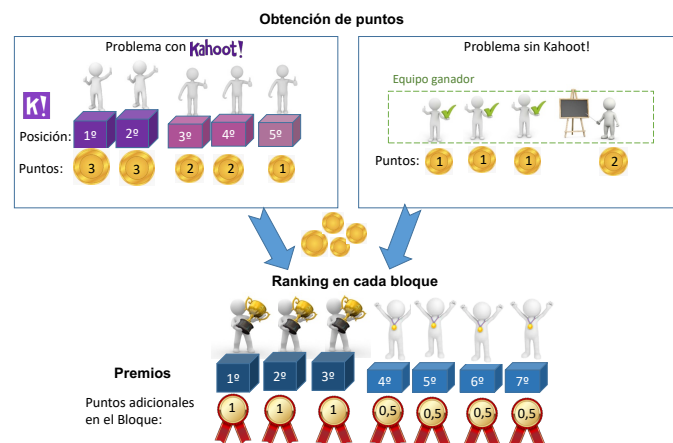 Obtención de puntos
Problema con Kahoot!
K!
Posición: 1º 2º 3º 4º 5º
Puntos: 3 3 2 2 1
Problema sin Kahoot!
Equipo ganador
Puntos: 1 1 1 2
Ranking en cada bloque
Premios
1º 2º 3º 4º 5º 6º 7º
Puntos adicionales
en el Bloque:
1 1 1 0,5 0,5 0,5 0,5